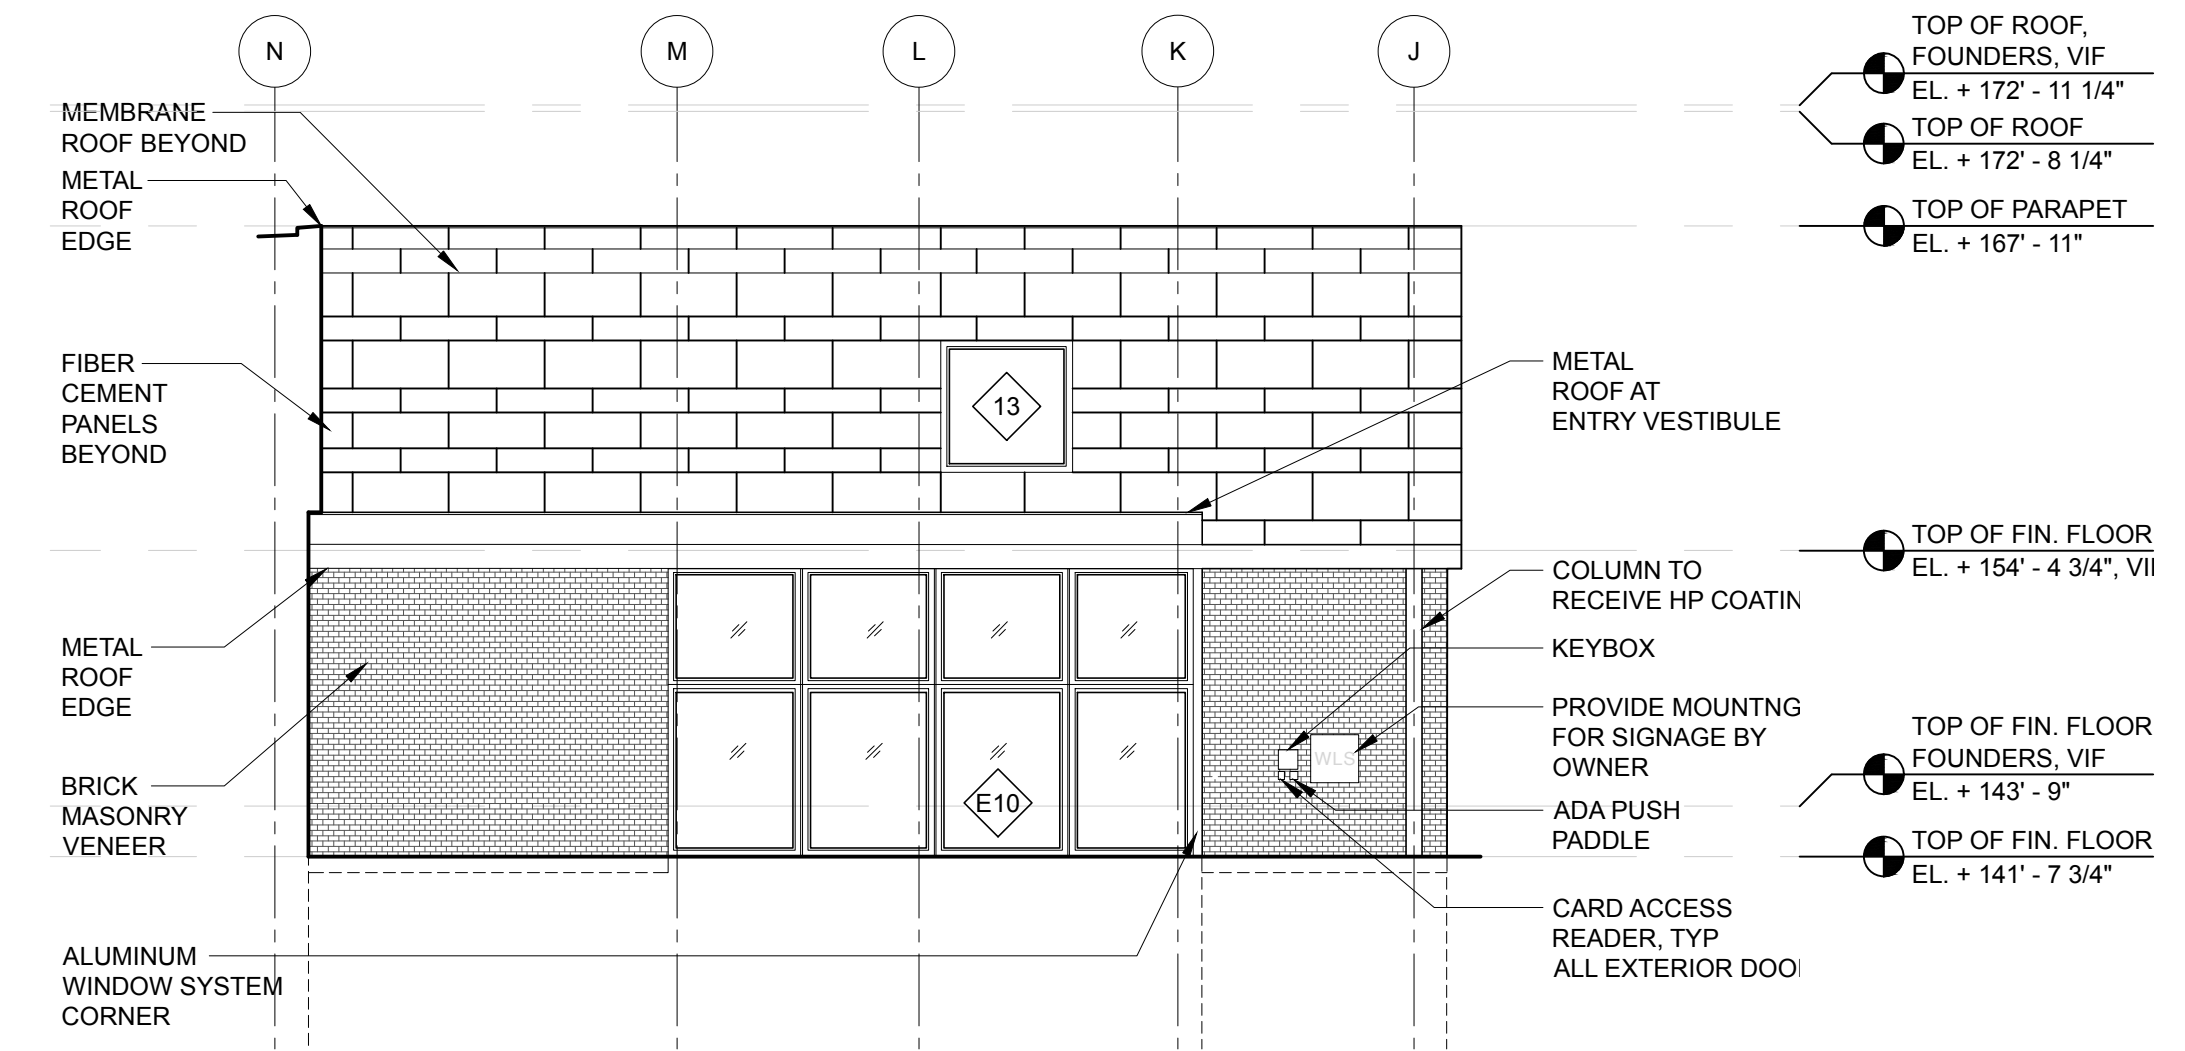 N
M
L
K
J
MEMBRANE
ROOF BEYOND
METAL
ROOF
EDGE
FIBER
CEMENT
PANELS
BEYOND
METAL
ROOF
EDGE
BRICK
MASONRY
VENEER
ALUMINUM
WINDOW SYSTEM
CORNER
13
E10
WLS
METAL
ROOF AT
ENTRY VESTIBULE
COLUMN TO
RECEIVE HP COATIN
KEYBOX
PROVIDE MOUNTNG
FOR SIGNAGE BY
OWNER
ADA PUSH
PADDLE
CARD ACCESS
READER, TYP
ALL EXTERIOR DOO
TOP OF ROOF,
FOUNDERS, VIF
EL. + 172' - 11 1/4"
TOP OF ROOF
EL. + 172' - 8 1/4"
TOP OF PARAPET
EL. + 167' - 11"
TOP OF FIN. FLOOR
EL. + 154' - 4 3/4", VI
TOP OF FIN. FLOOR
FOUNDERS, VIF
EL. + 143' - 9"
TOP OF FIN. FLOOR
EL. + 141' - 7 3/4"